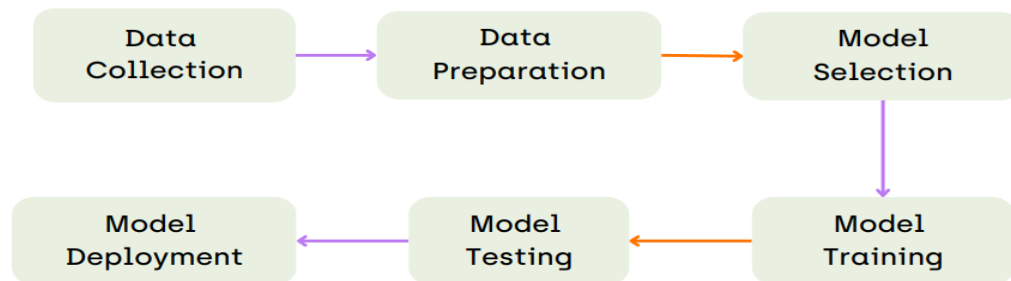 Data
Collection
Data
Preparation
Model
Selection
Model
Training
Model
Testing
Model
Deployment